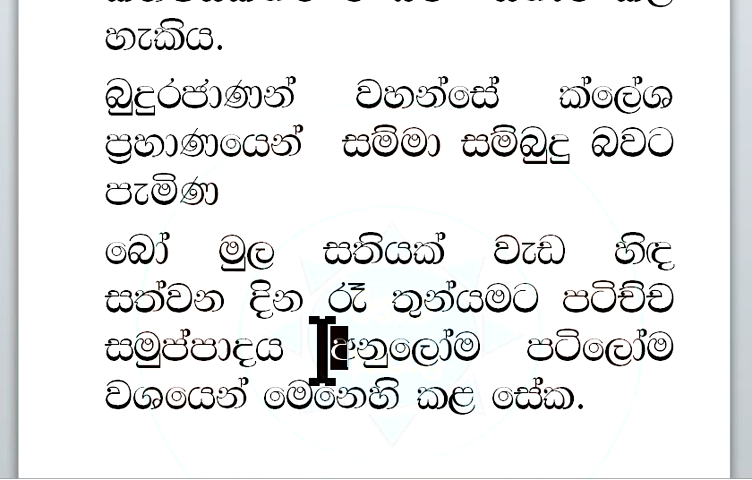 හැකිය.
බුදුරජාණන් වහන්සේ ක්ලේශ
ප්‍රහාණයෙන් සම්මා සම්බුදු බවට
පැමිණ
බෝ මුල සතියක් වැඩ හිඳ
සත්වන දින රෑ තුන්යමට පටිච්ච
සමුප්පාදය අනුලෝම පටිලෝම
වශයෙන් මෙනෙහි කළ සේක.